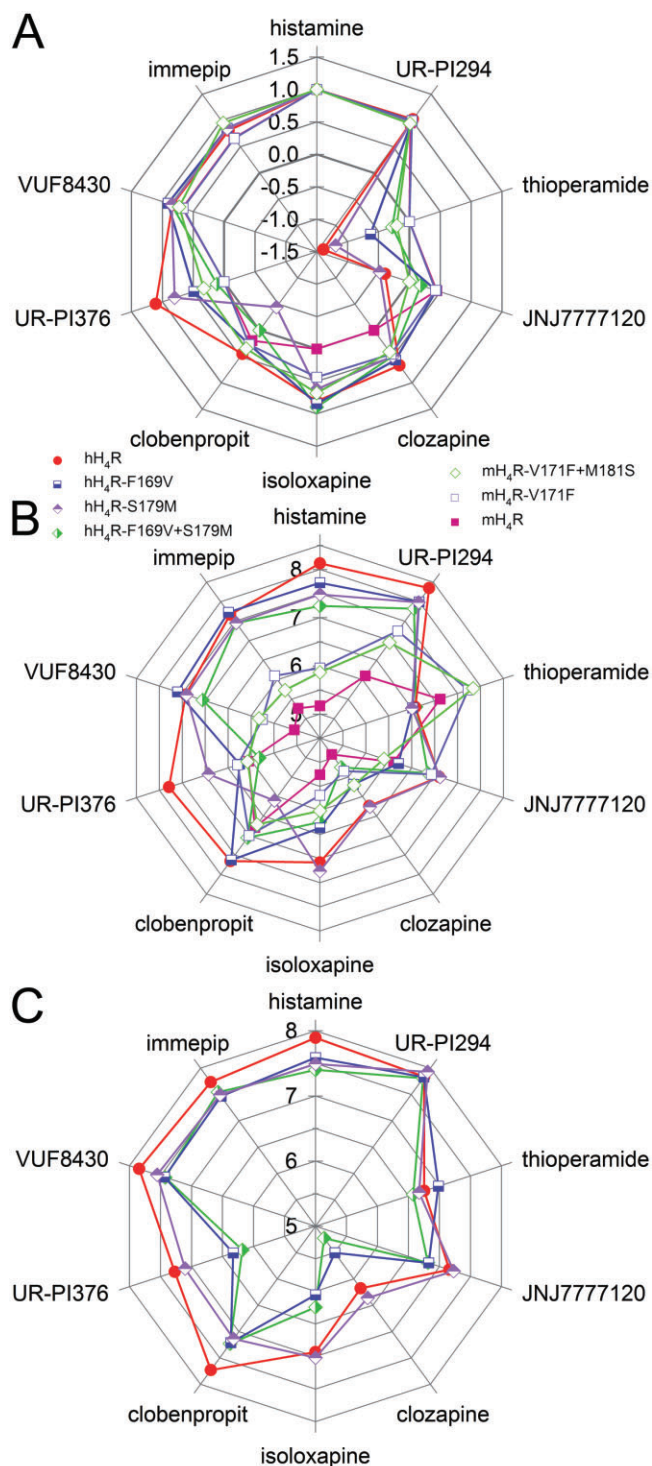 A
histamine
immepip
UR-PI294
1.5
1.0
0.5
0.0
-0.5
-1.0
-1.5
VUF8430
thioperamide
UR-PI376
JNJ7777120
clobenpropit
clozapine
isoloxapine
hH₄R
hH₄R-F169V
hH₄R-S179M
hH₄R-F169V+S179M
mH₄R-V171F+M181S
mH₄R-V171F
mH₄R
B
histamine
immepip
UR-PI294
8
7
6
5
VUF8430
thioperamide
UR-PI376
JNJ7777120
clobenpropit
clozapine
isoloxapine
C
histamine
immepip
UR-PI294
8
7
6
5
VUF8430
thioperamide
UR-PI376
JNJ7777120
clobenpropit
clozapine
isoloxapine